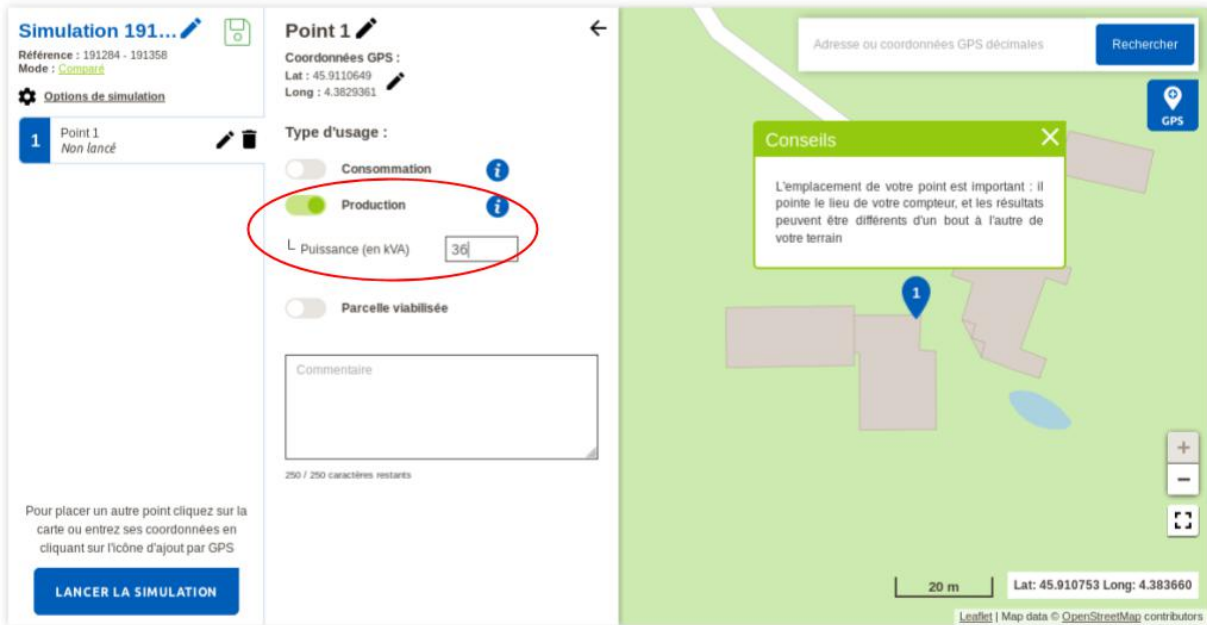 Simulation 191...
Référence : 191284 - 191358
Mode : Comparé
Options de simulation
1
Point 1
Non lancé
Pour placer un autre point cliquez sur la
carte ou entrez ses coordonnées en
cliquant sur l'icône d'ajout par GPS
LANCER LA SIMULATION
Point 1
Coordonnées GPS :
Lat : 45.9110649
Long : 4.3829361
Type d'usage :
Consommation
i
Production
i
Puissance (en kVA)
36
Parcelle viabilisée
Commentaire
250 / 250 caractères restants
Adresse ou coordonnées GPS décimales
Rechercher
GPS
Conseils
L'emplacement de votre point est important : il
pointe le lieu de votre compteur, et les résultats
peuvent être différents d'un bout à l'autre de
votre terrain
1
+
−
20 m
Lat: 45.910753 Long: 4.383660
Leaflet | Map data © OpenStreetMap contributors